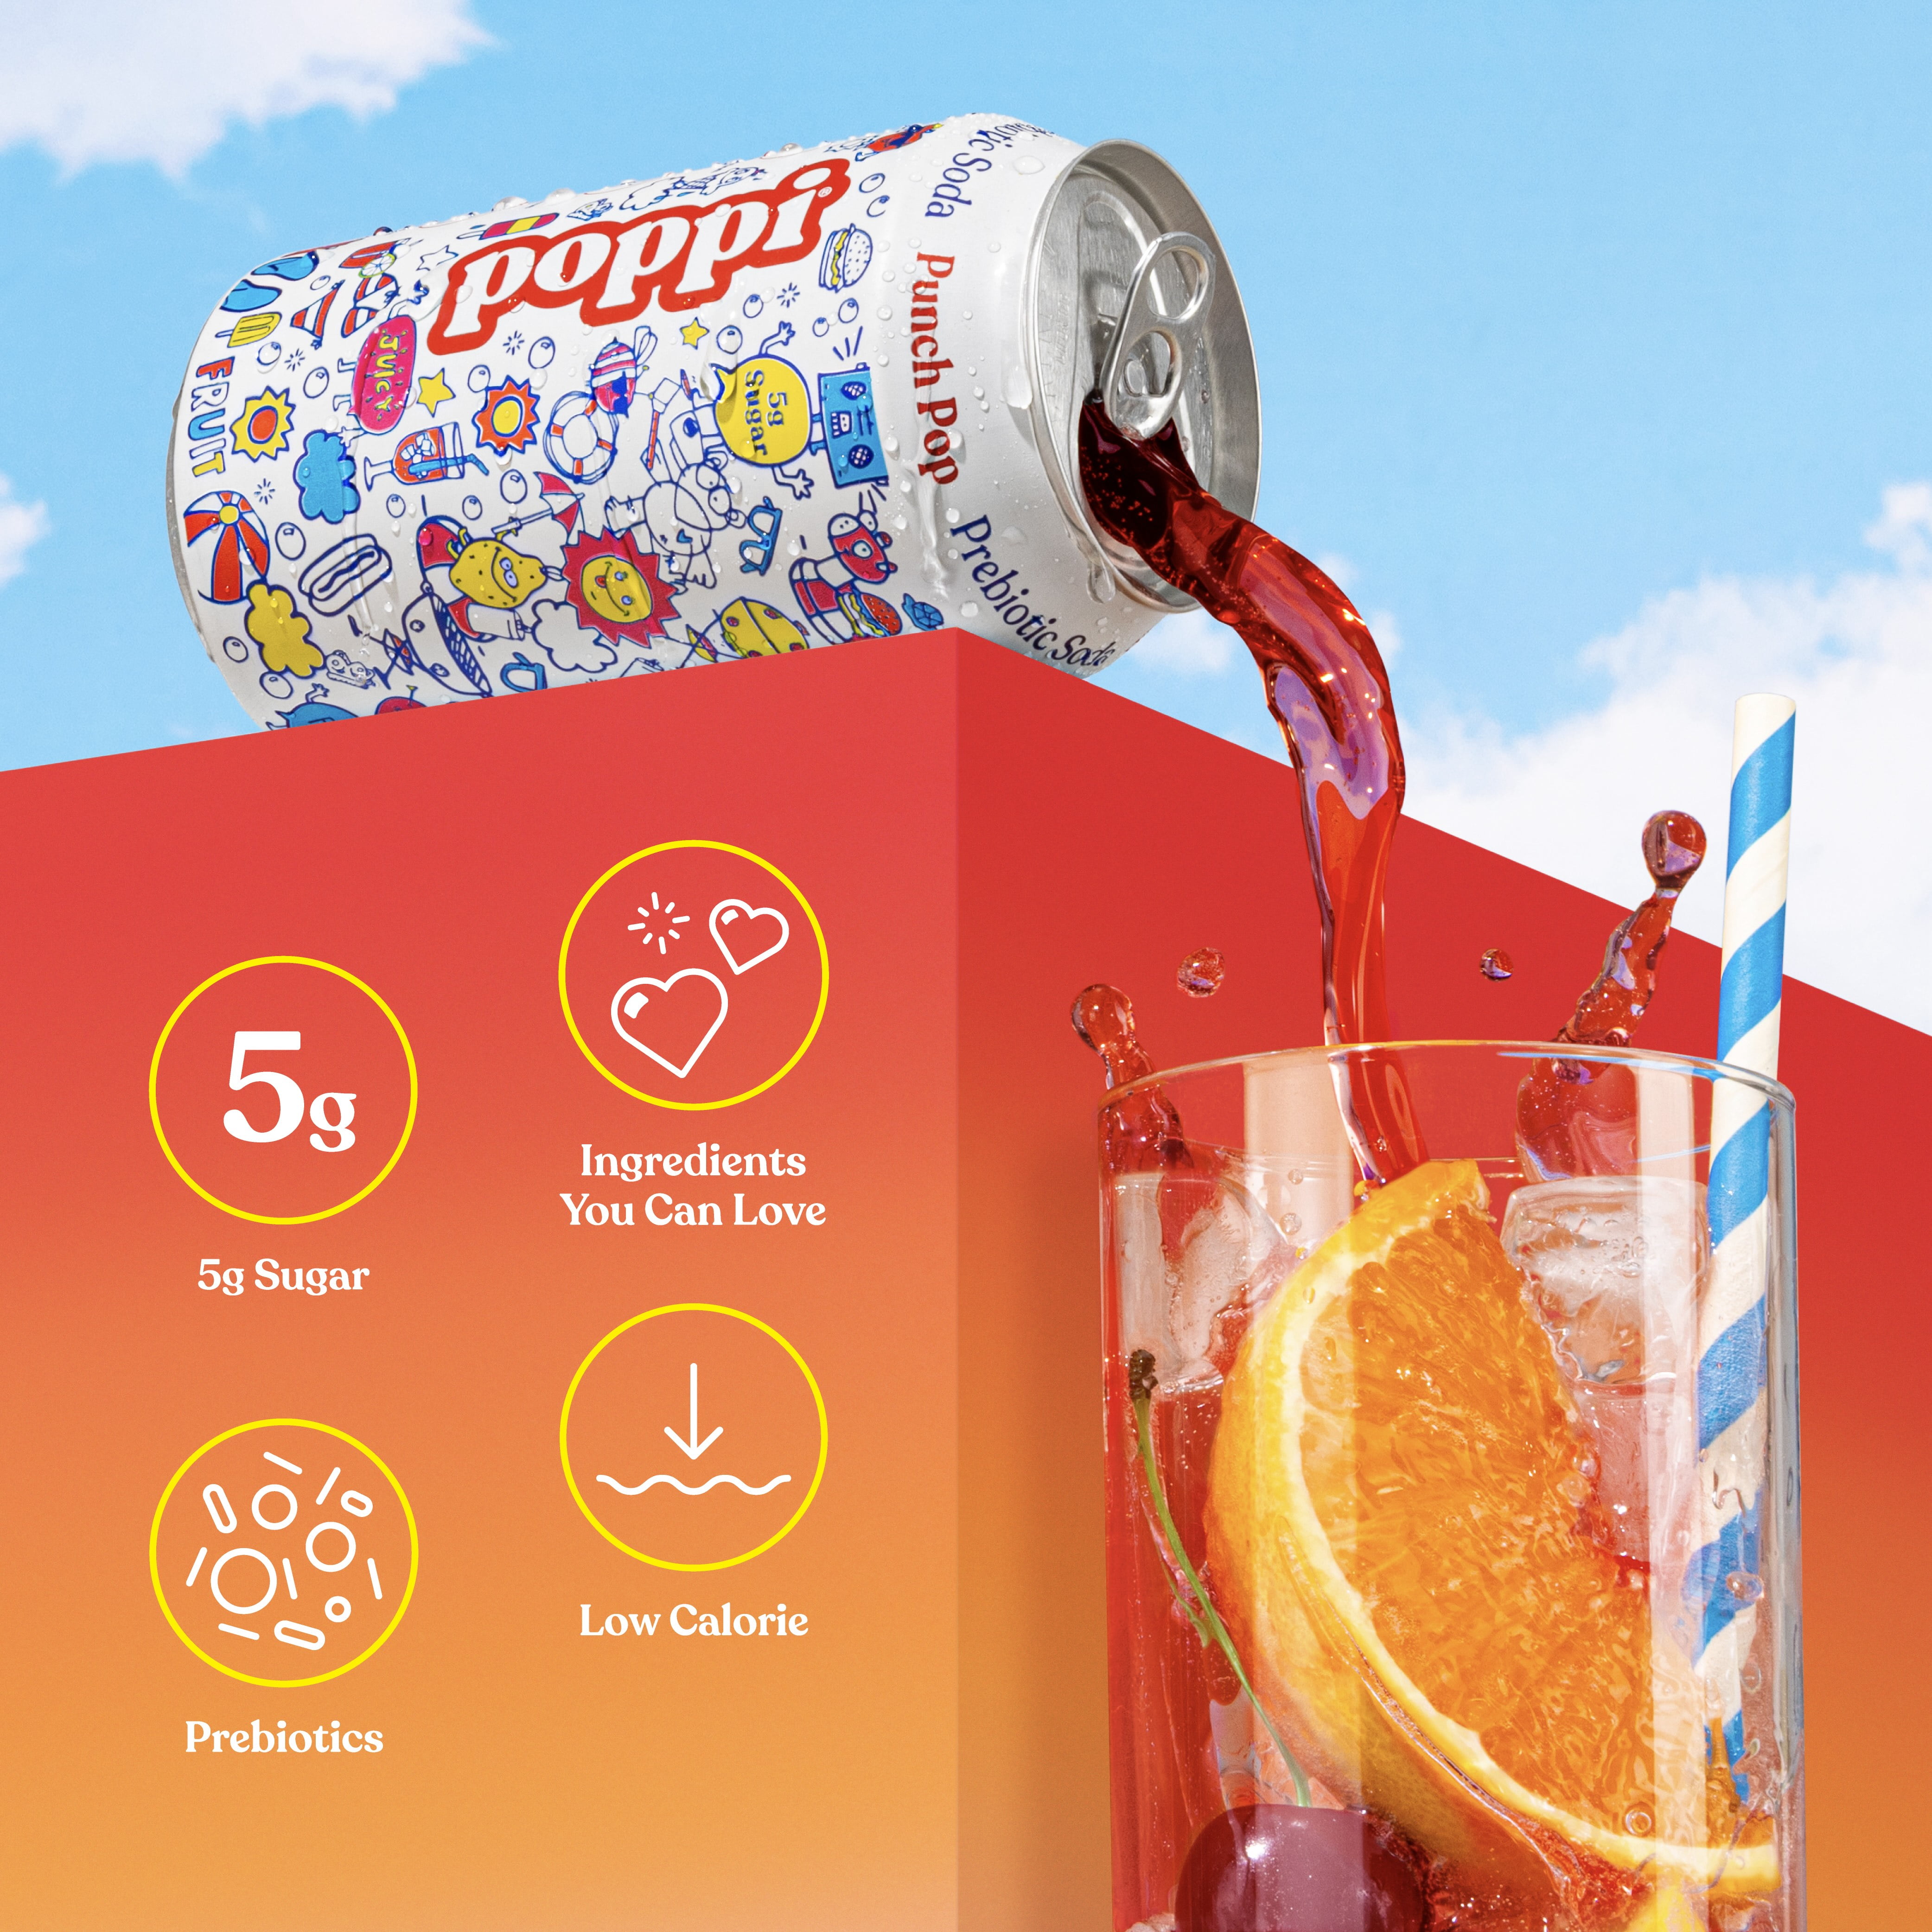 poppi
Prebiotic Soda
Punch Pop
Soda
FRUIT
JUICY
5g
Sugar
5g
5g Sugar
Ingredients
You Can Love
Prebiotics
Low Calorie